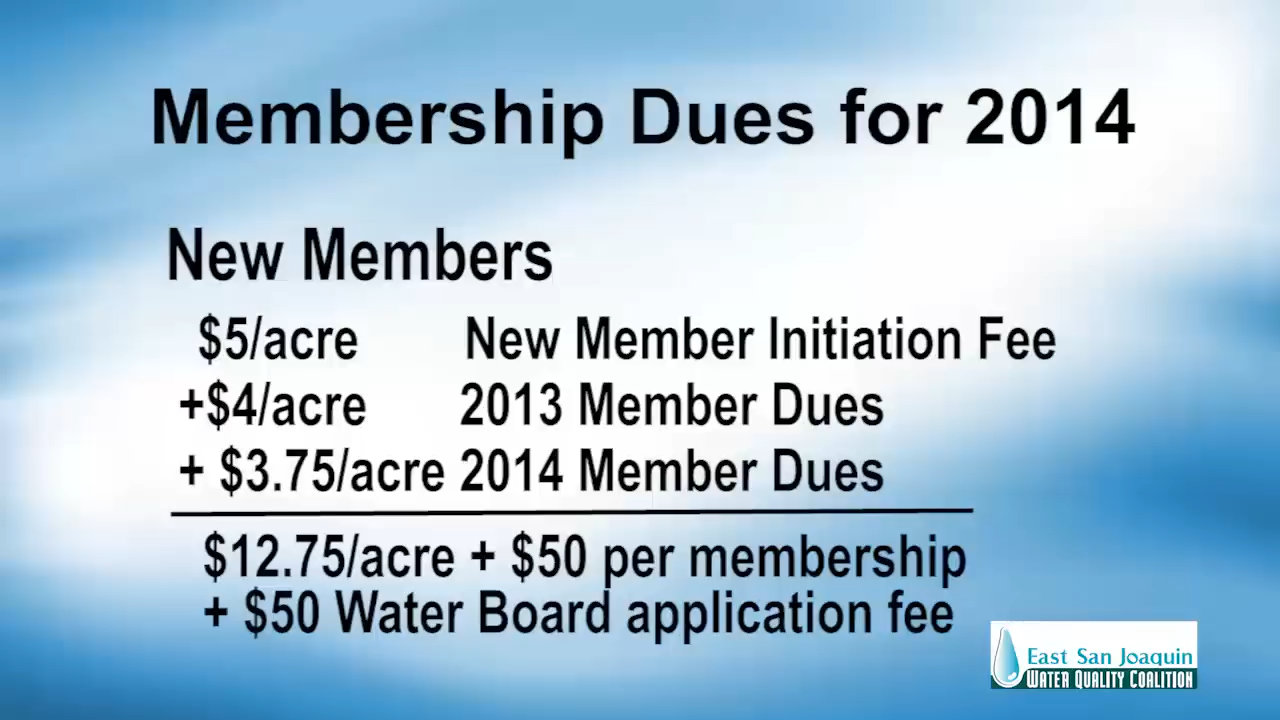 Membership Dues for 2014
New Members
$5/acre New Member Initiation Fee
+$4/acre 2013 Member Dues
+ $3.75/acre 2014 Member Dues
$12.75/acre + $50 per membership
+ $50 Water Board application fee
East San Joaquin
WATER QUALITY COALITION